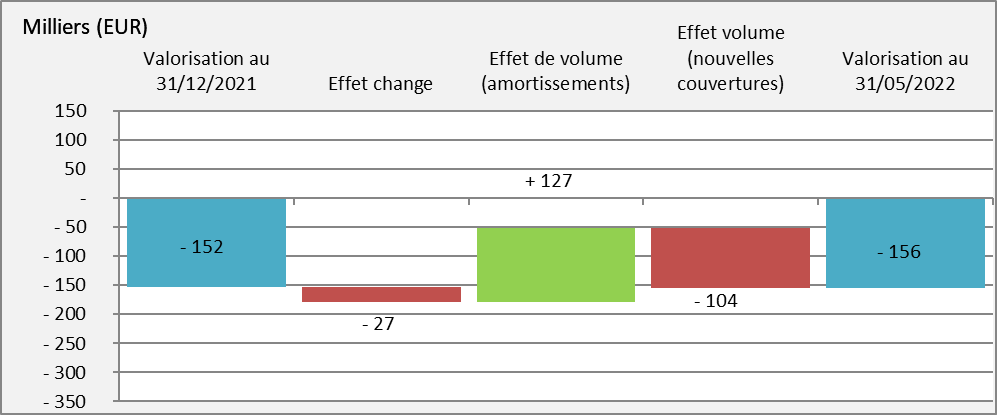 Milliers (EUR)
Valorisation au
31/12/2021
Effet change
Effet de volume
(amortissements)
Effet volume
(nouvelles
couvertures)
Valorisation au
31/05/2022
150
100
50
-
- 50
- 100
- 150
- 200
- 250
- 300
- 350
- 152
- 27
+ 127
- 104
- 156